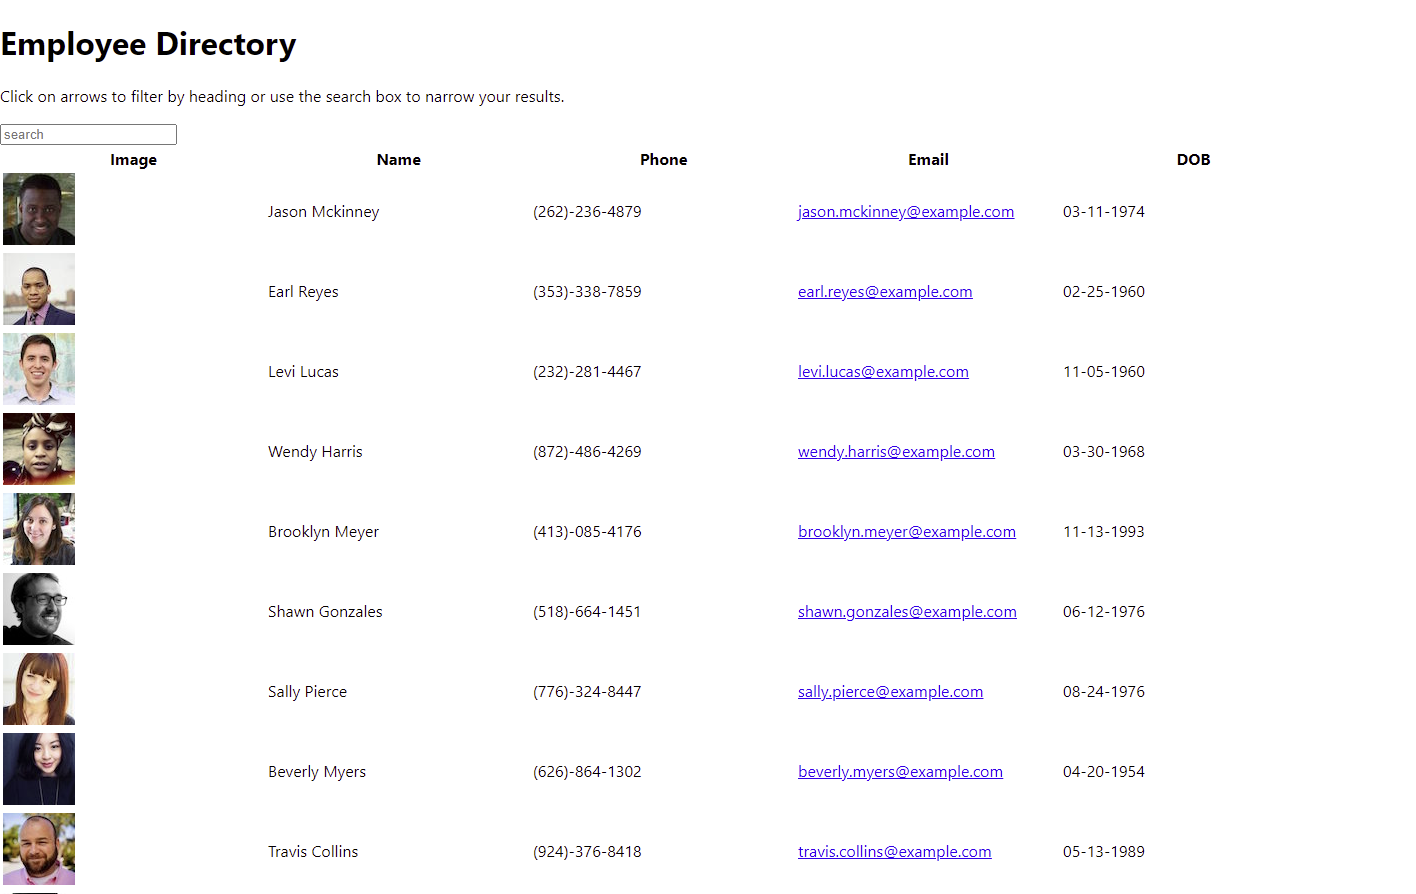 Employee Directory
Click on arrows to filter by heading or use the search box to narrow your results.
search
Image Name Phone Email DOB
Jason Mckinney (262)-236-4879 jason.mckinney@example.com 03-11-1974
Earl Reyes (353)-338-7859 earl.reyes@example.com 02-25-1960
Levi Lucas (232)-281-4467 levi.lucas@example.com 11-05-1960
Wendy Harris (872)-486-4269 wendy.harris@example.com 03-30-1968
Brooklyn Meyer (413)-085-4176 brooklyn.meyer@example.com 11-13-1993
Shawn Gonzales (518)-664-1451 shawn.gonzales@example.com 06-12-1976
Sally Pierce (776)-324-8447 sally.pierce@example.com 08-24-1976
Beverly Myers (626)-864-1302 beverly.myers@example.com 04-20-1954
Travis Collins (924)-376-8418 travis.collins@example.com 05-13-1989